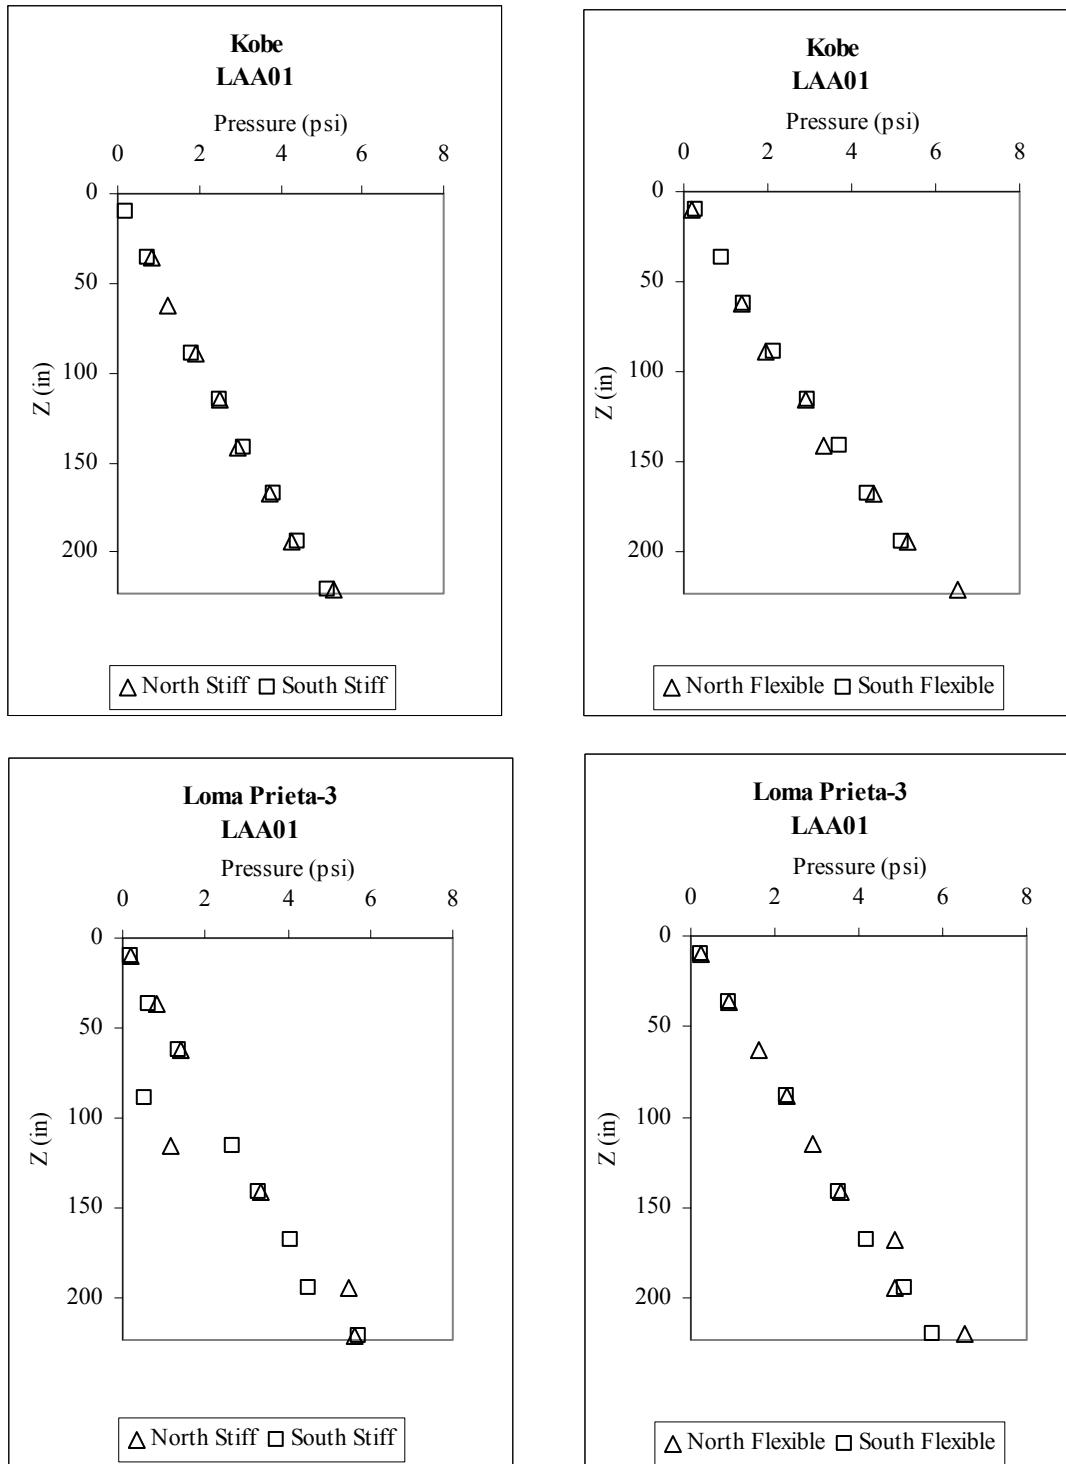 Kobe
LAA01
Pressure (psi)
0 2 4 6 8
0
50
100
150
200
Z (in)
North Stiff South Stiff
Kobe
LAA01
Pressure (psi)
0 2 4 6 8
0
50
100
150
200
Z (in)
North Flexible South Flexible
Loma Prieta-3
LAA01
Pressure (psi)
0 2 4 6 8
0
50
100
150
200
Z (in)
North Stiff South Stiff
Loma Prieta-3
LAA01
Pressure (psi)
0 2 4 6 8
0
50
100
150
200
Z (in)
North Flexible South Flexible